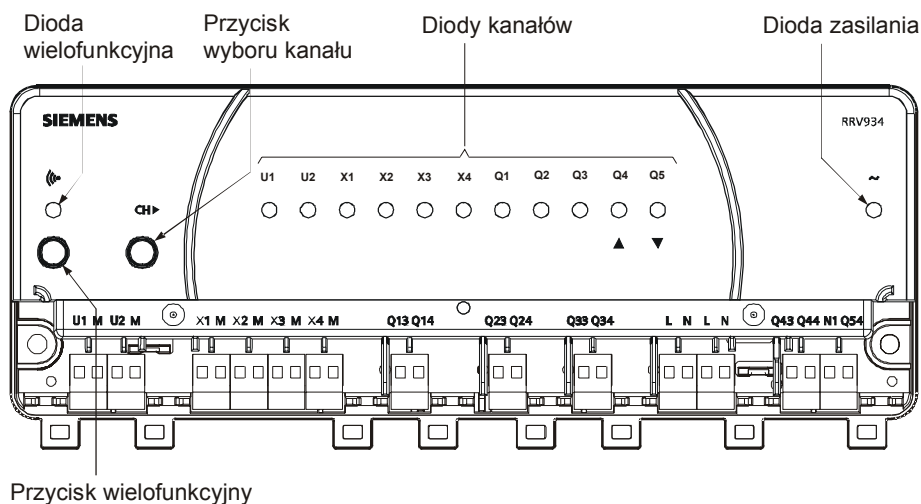 Dioda wielofunkcyjna
Przycisk wyboru kanału
Diody kanałów
Dioda zasilania
SIEMENS
RRV934
U1 U2 X1 X2 X3 X4 Q1 Q2 Q3 Q4 Q5
~
CH▶
▲ ▼
U1 M U2 M X1 M X2 M X3 M X4 M Q13 Q14 Q23 Q24 Q33 Q34 L N L N Q43 Q44 N1 Q54
Przycisk wielofunkcyjny